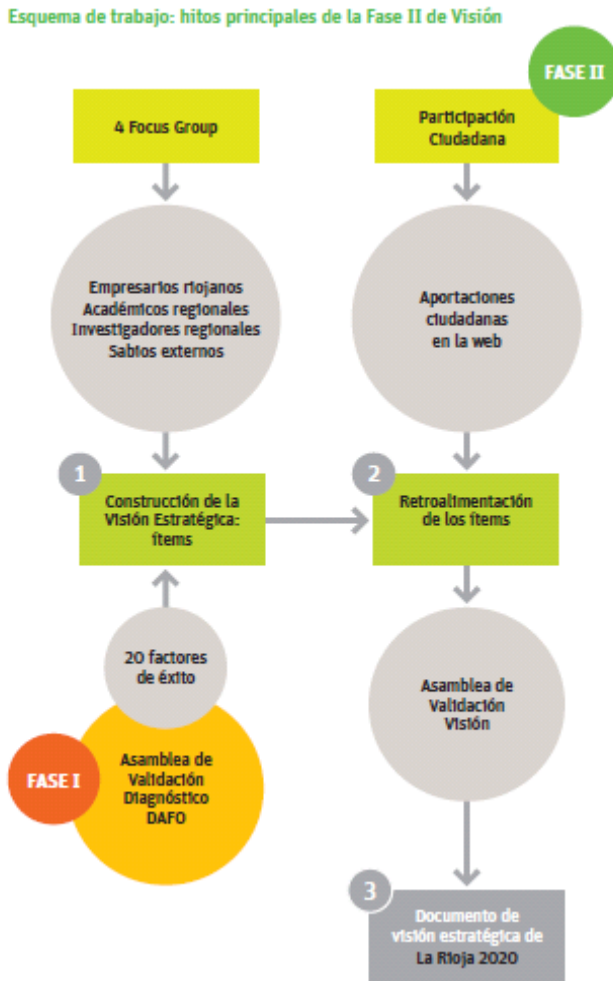 Esquema de trabajo: hitos principales de la Fase II de Visión
FASE II
4 Focus Group
Participación
Ciudadana
Empresarios riojanos
Académicos regionales
Investigadores regionales
Sabios externos
Aportaciones
ciudadanas
en la web
1
Construcción de la
Visión Estratégica:
ítems
2
Retroalimentación
de los ítems
20 factores
de éxito
FASE I
Asamblea de
Validación
Diagnóstico
DAFO
Asamblea de
Validación
Visión
3
Documento de
visión estratégica de
La Rioja 2020